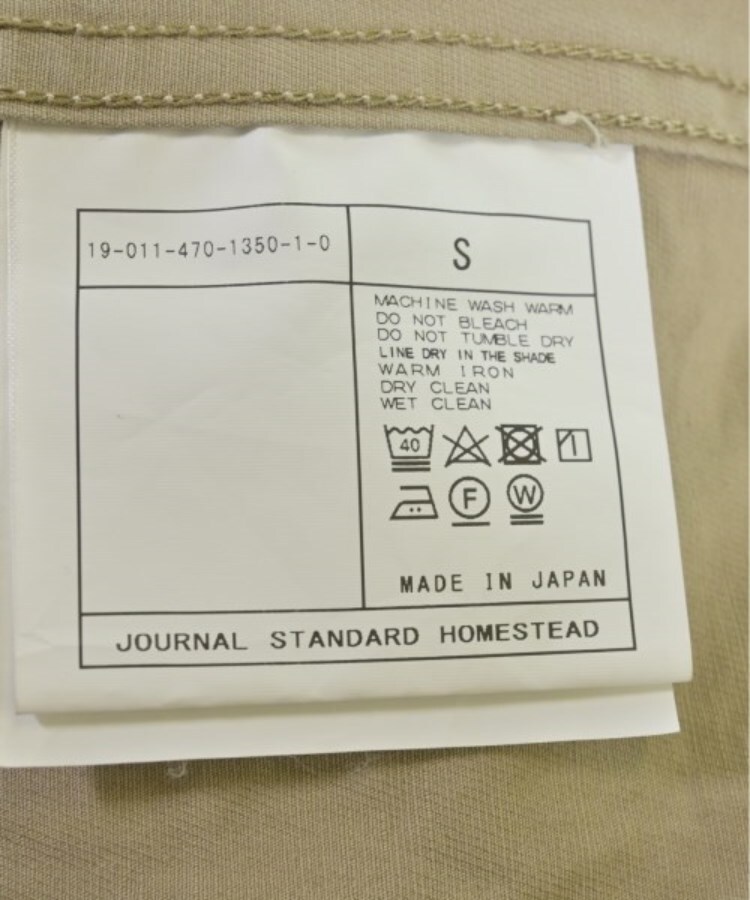 19-011-470-1350-1-0
S
MACHINE WASH WARM
DO NOT BLEACH
DO NOT TUMBLE DRY
LINE DRY IN THE SHADE
WARM IRON
DRY CLEAN
WET CLEAN
40
F W
MADE IN JAPAN
JOURNAL STANDARD HOMESTEAD